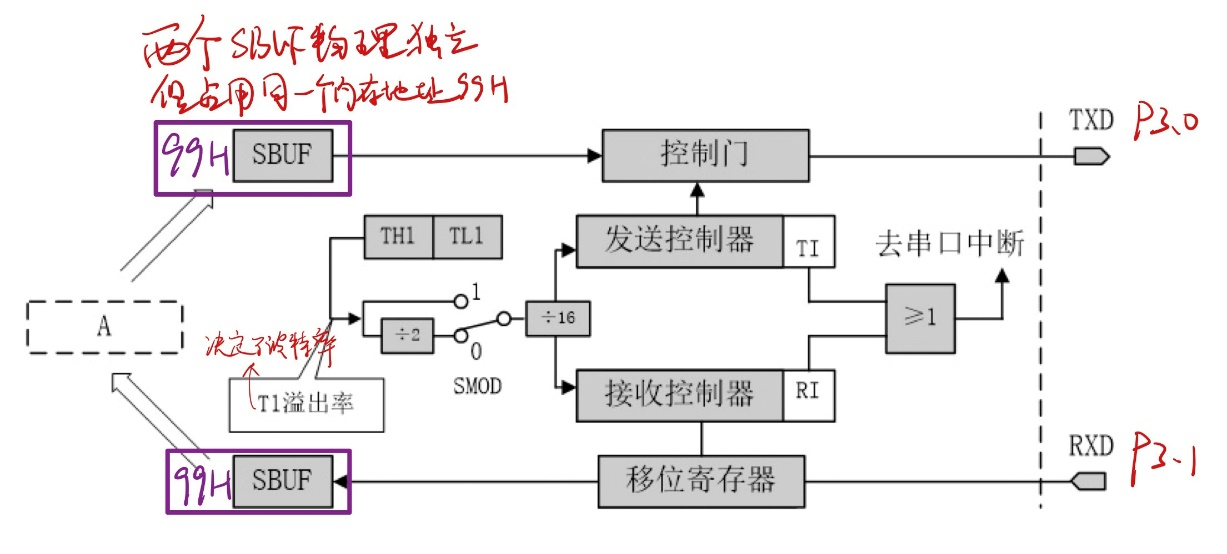 两个SBUF物理独立
但占用同一个内存地址99H
TXD P3.0
99H SBUF
控制门
TH1 TL1
发送控制器 TI
去串口中断
1
A
÷2
÷16
≥1
决定了波特率
0
SMOD
T1溢出率
接收控制器 RI
RXD P3.1
99H SBUF
移位寄存器